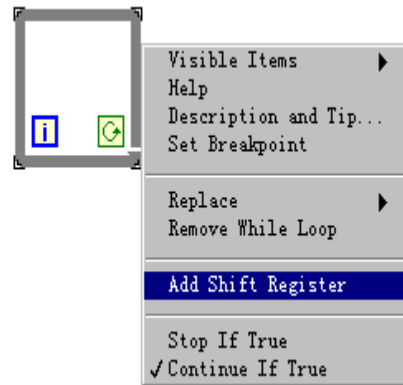 i
Visible Items
Help
Description and Tip...
Set Breakpoint
Replace
Remove While Loop
Add Shift Register
Stop If True
✓Continue If True